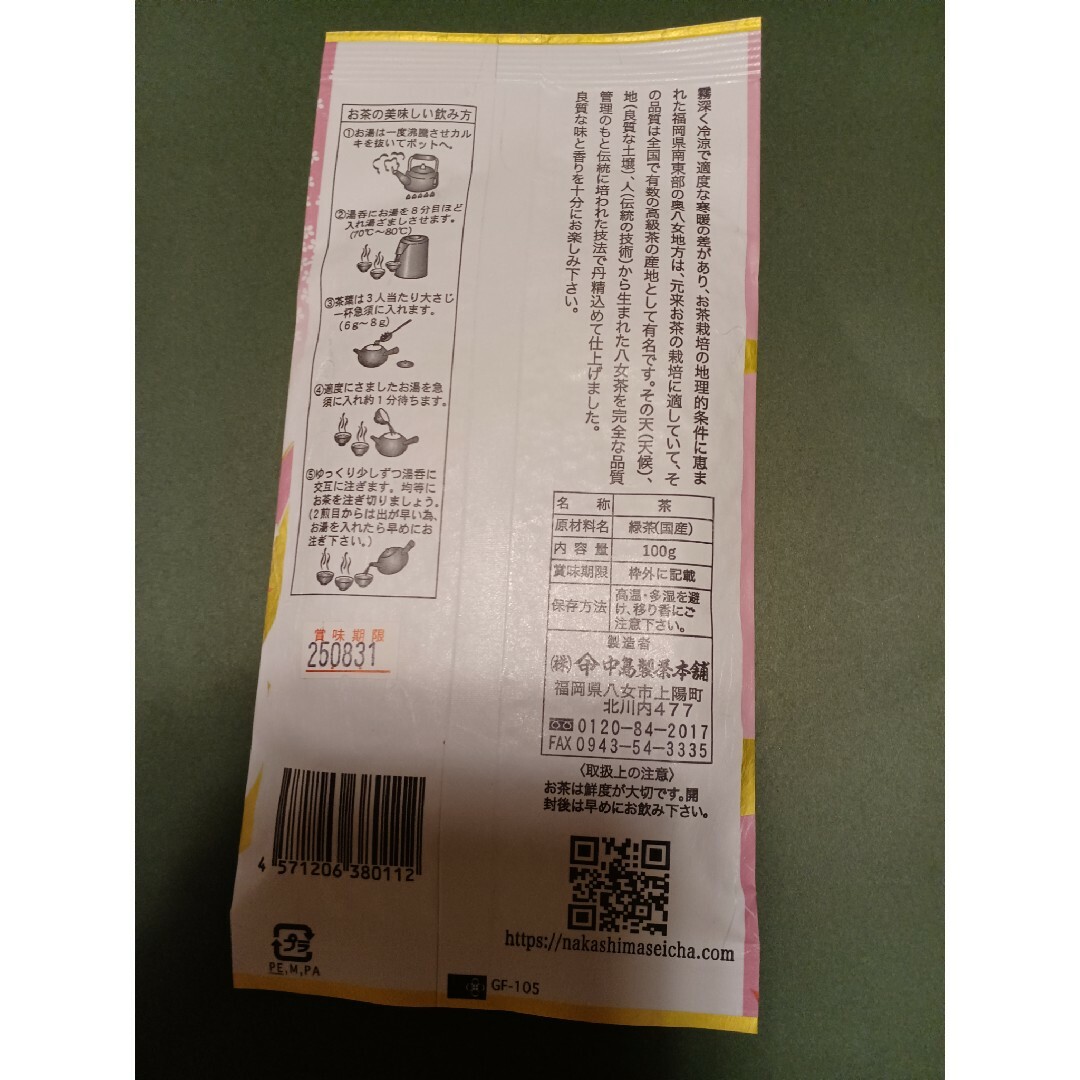 霧深く冷涼で適度な寒暖の差があり、お茶栽培の地理的条件に恵ま
れた福岡県南東部の奥八女地方は、元来お茶の栽培に適していて、そ
の品質は全国で有数の高級茶の産地として有名です。その天(天候)、
地(良質な土壌)、人(伝統の技術)から生まれた八女茶を完全な品質
管理のもと伝統に培われた技法で丹精込めて仕上げました。
良質な味と香りを十分にお楽しみ下さい。
お茶の美味しい飲み方
①お湯は一度沸騰させカル
キを抜いてポットへ。
②湯呑にお湯を8分目ほど
入れ湯ざましさせます。
(70℃~80℃)
③茶葉は3人当たり大さじ
一杯急須に入れます。
(6g~8g)
④適度にさましたお湯を急
須に入れ約1分待ちます。
⑤ゆっくり少しずつ湯呑に
交互に注ぎます。均等に
お茶を注ぎ切りましょう。
(2煎目からは出が早い為、
お湯を入れたら早めにお
注ぎ下さい。)
賞味期限
250831
名称 茶
原材料名 緑茶(国産)
内容量 100g
賞味期限 枠外に記載
保存方法 高温・多湿を避
け、移り香にご
注意下さい。
製造者
(株) 中島製茶本舗
福岡県八女市上陽町
北川内477
0120-84-2017
FAX 0943-54-3335
〈取扱上の注意〉
お茶は鮮度が大切です。開
封後は早めにお飲み下さい。
4 571206 380112
https://nakashimaseicha.com
プラ
PE,M,PA
GF-105